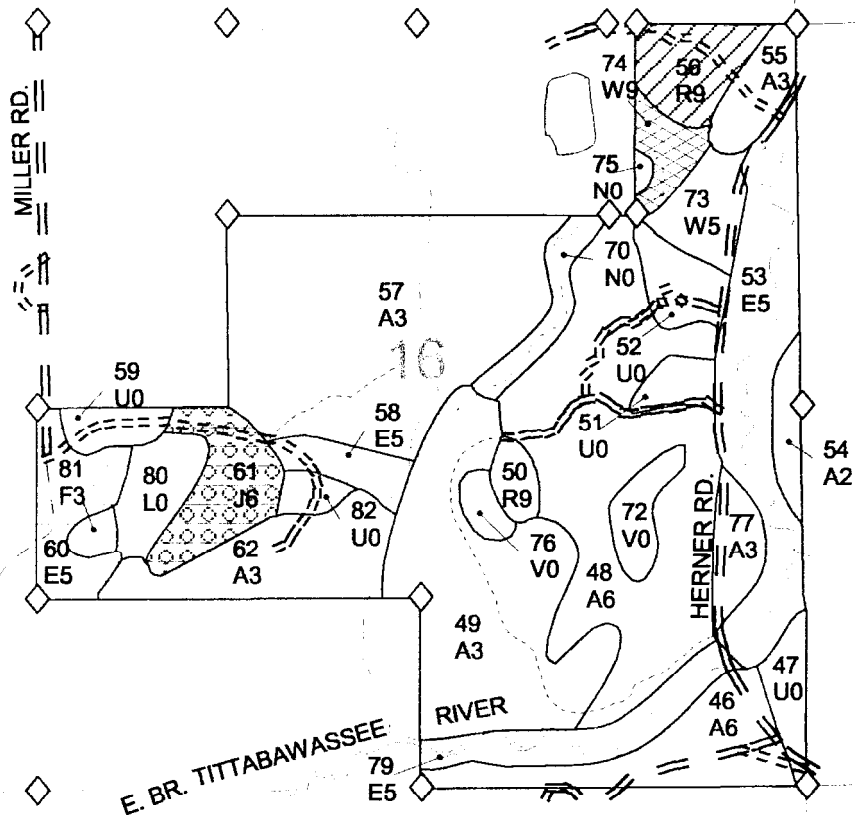 MILLER RD.
74
W9
56
R9
55
A3
75
N0
73
W5
70
N0
53
E5
57
A3
16
52
U0
59
U0
58
E5
51
U0
54
A2
81
F3
80
L0
61
J6
50
R9
82
U0
72
V0
77
A3
60
E5
62
A3
76
V0
48
A6
HERNER RD.
49
A3
47
U0
46
A6
E. BR. TITTABAWASSEE RIVER
79
E5